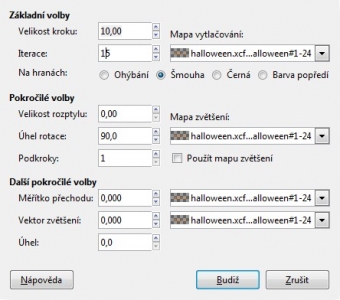 Základní volby
Velikost kroku: 10,00 Mapa vytlačování:
Iterace: 15 halloween.xcf...alloween#1-24
Na hranách: Ohýbání Šmouha Černá Barva popředí
Pokročilé volby
Velikost rozptylu: 0,00 Mapa zvětšení:
Úhel rotace: 90,0 halloween.xcf...alloween#1-24
Podkroky: 1 Použít mapu zvětšení
Další pokročilé volby
Měřítko přechodu: 0,000 halloween.xcf...alloween#1-24
Vektor zvětšení: 0,000 halloween.xcf...alloween#1-24
Úhel: 0,0
Nápověda Budiž Zrušit